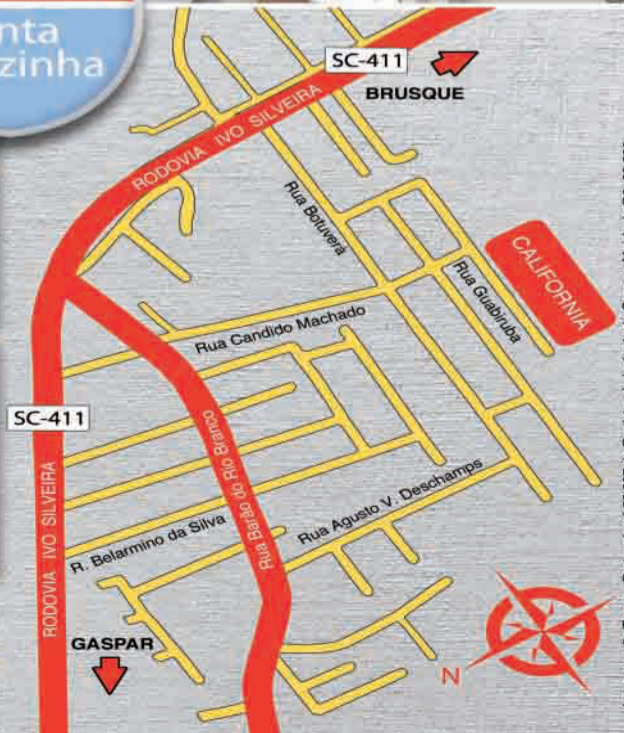 nta
zinha
SC-411
BRUSQUE
RODOVIA IVO SILVEIRA
Rua Botuvera
CALIFORNIA
Rua Guabiruba
Rua Candido Machado
SC-411
Rua Barão do Rio Branco
RODOVIA IVO SILVEIRA
Rua Agusto V. Deschamps
R. Belarmino da Silva
GASPAR
N